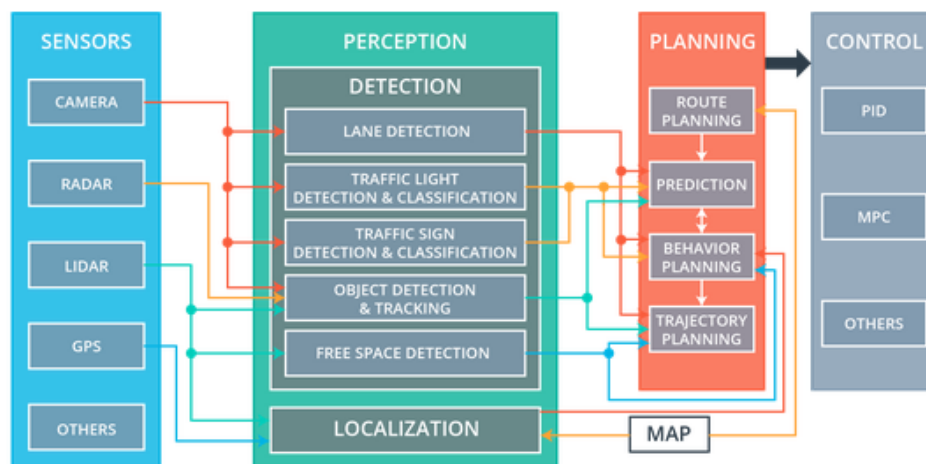 SENSORS
CAMERA
RADAR
LIDAR
GPS
OTHERS
PERCEPTION
DETECTION
LANE DETECTION
TRAFFIC LIGHT
DETECTION & CLASSIFICATION
TRAFFIC SIGN
DETECTION & CLASSIFICATION
OBJECT DETECTION
& TRACKING
FREE SPACE DETECTION
LOCALIZATION
PLANNING
ROUTE
PLANNING
PREDICTION
BEHAVIOR
PLANNING
TRAJECTORY
PLANNING
MAP
CONTROL
PID
MPC
OTHERS